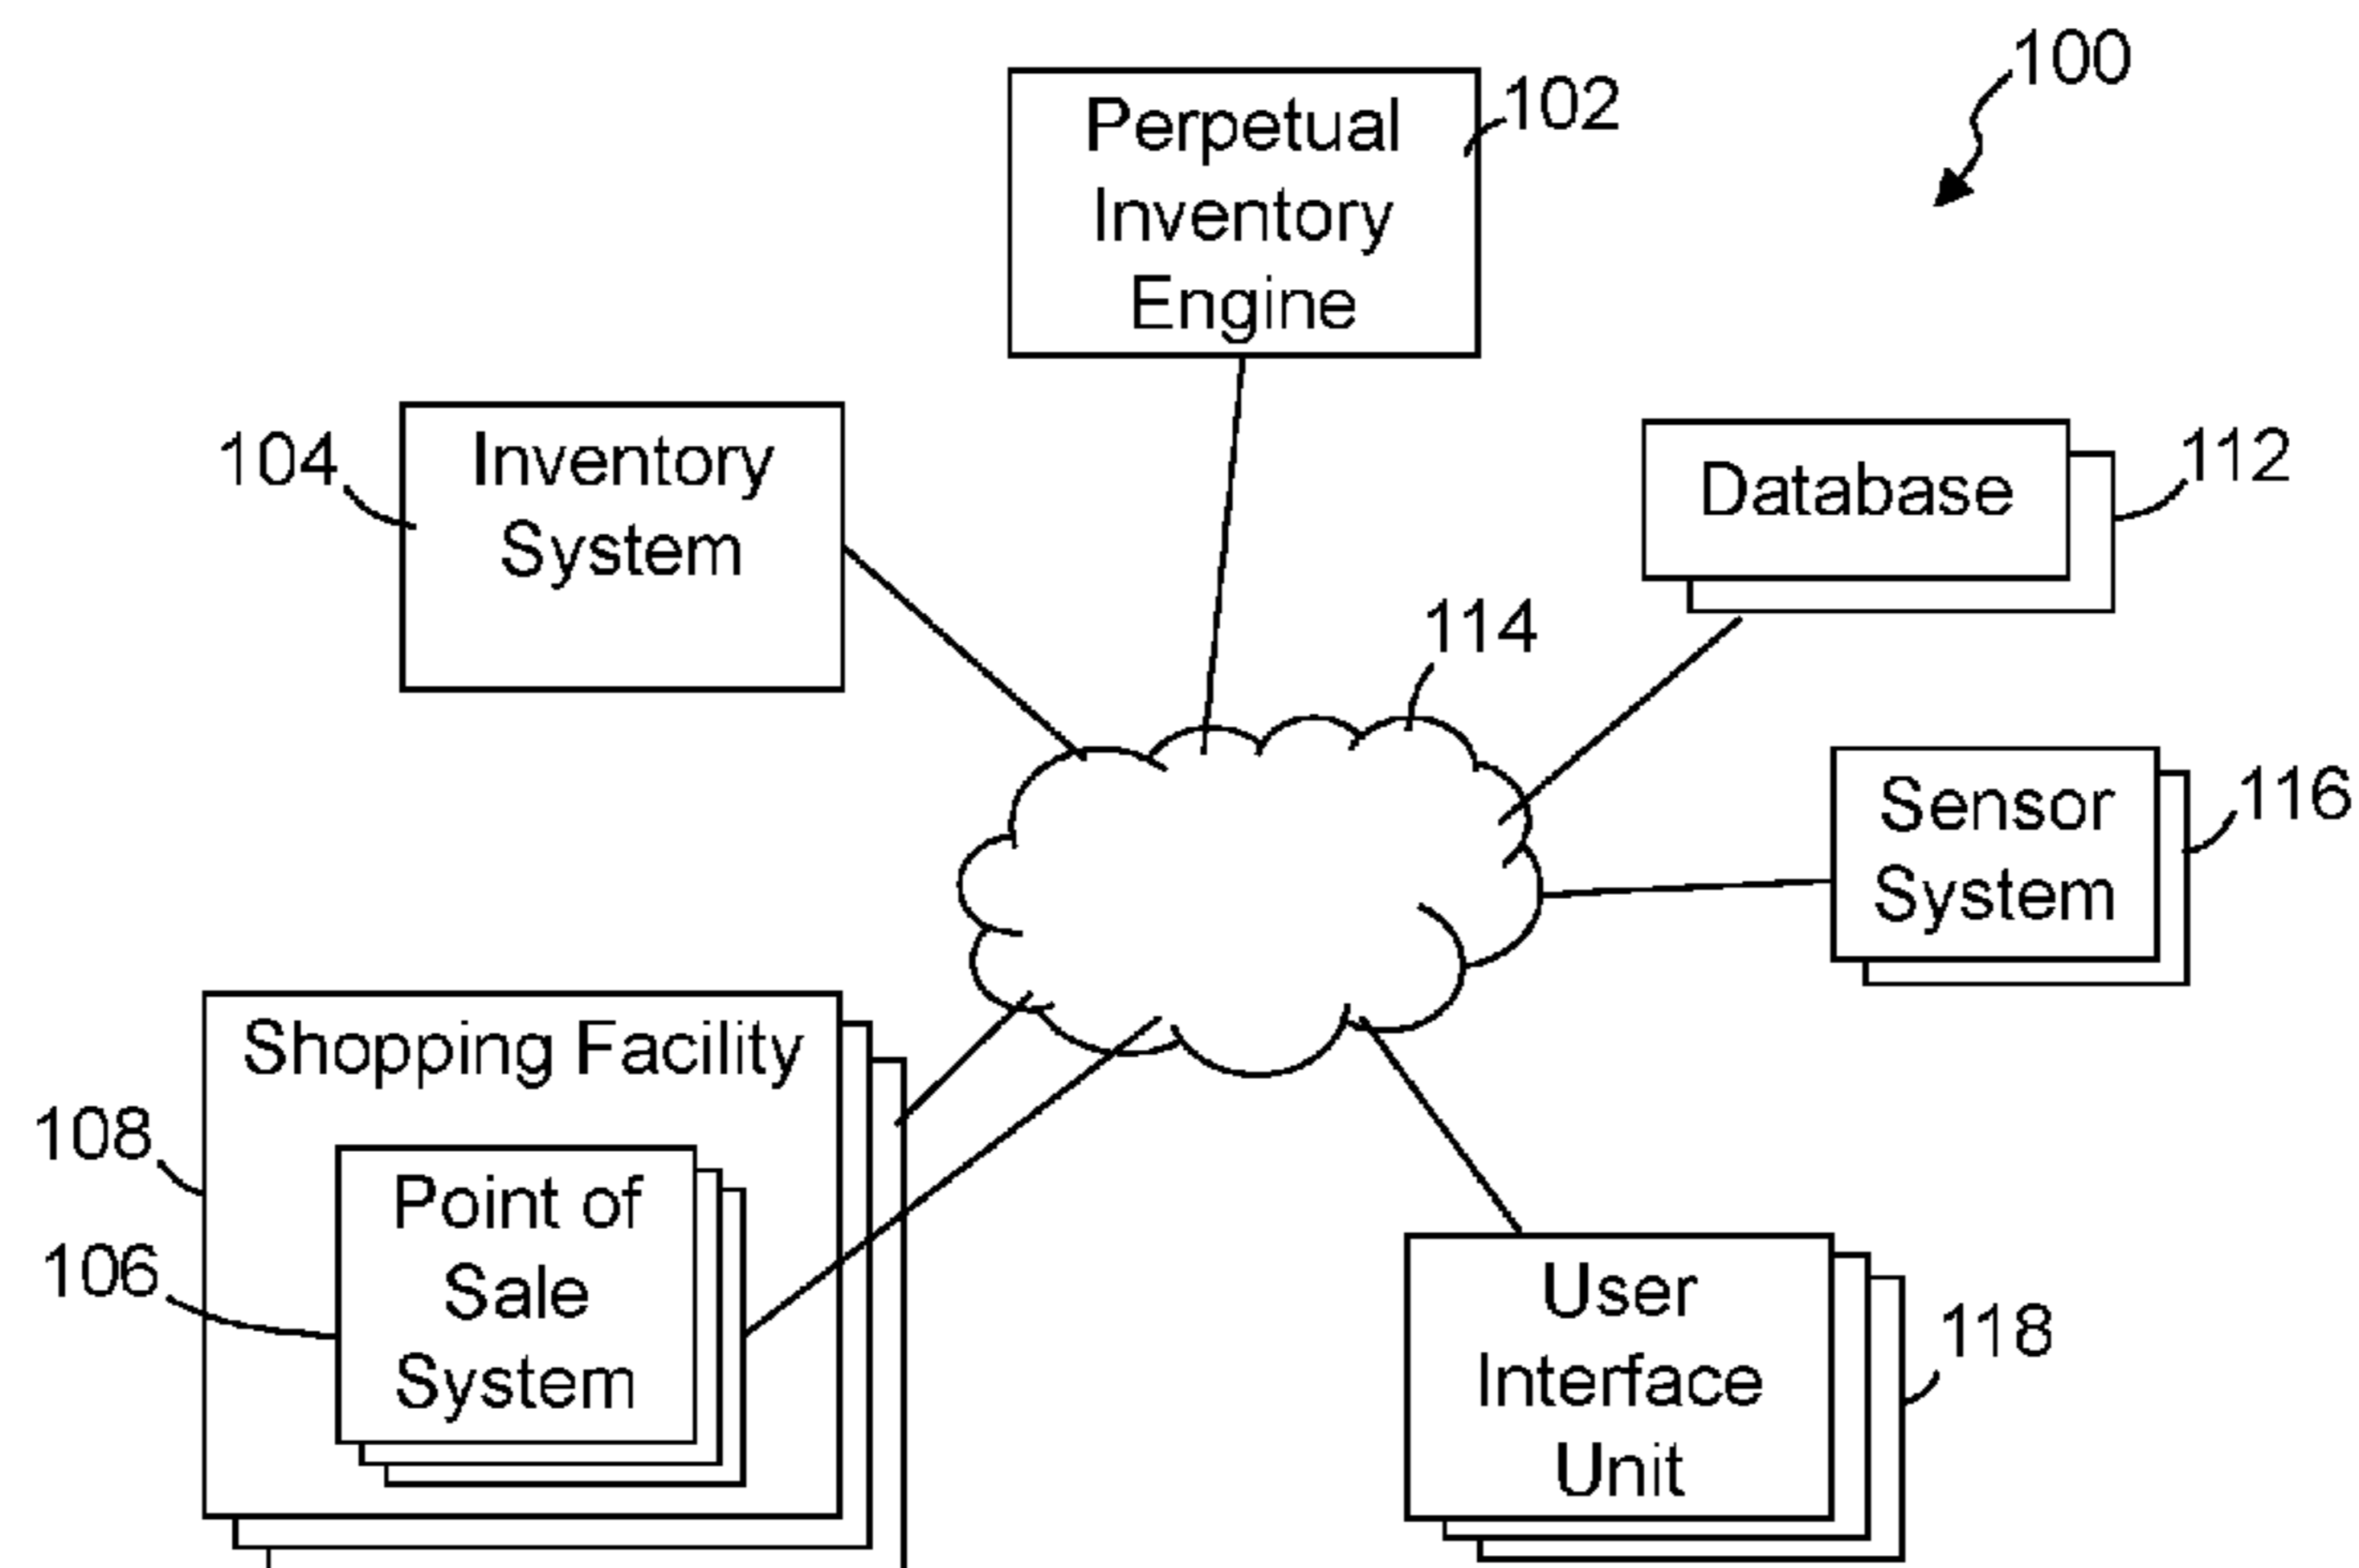 100
Perpetual
Inventory
Engine
102
104
Inventory
System
Database
112
114
Sensor
System
116
Shopping Facility
108
Point of
Sale
System
106
User
Interface
Unit
118